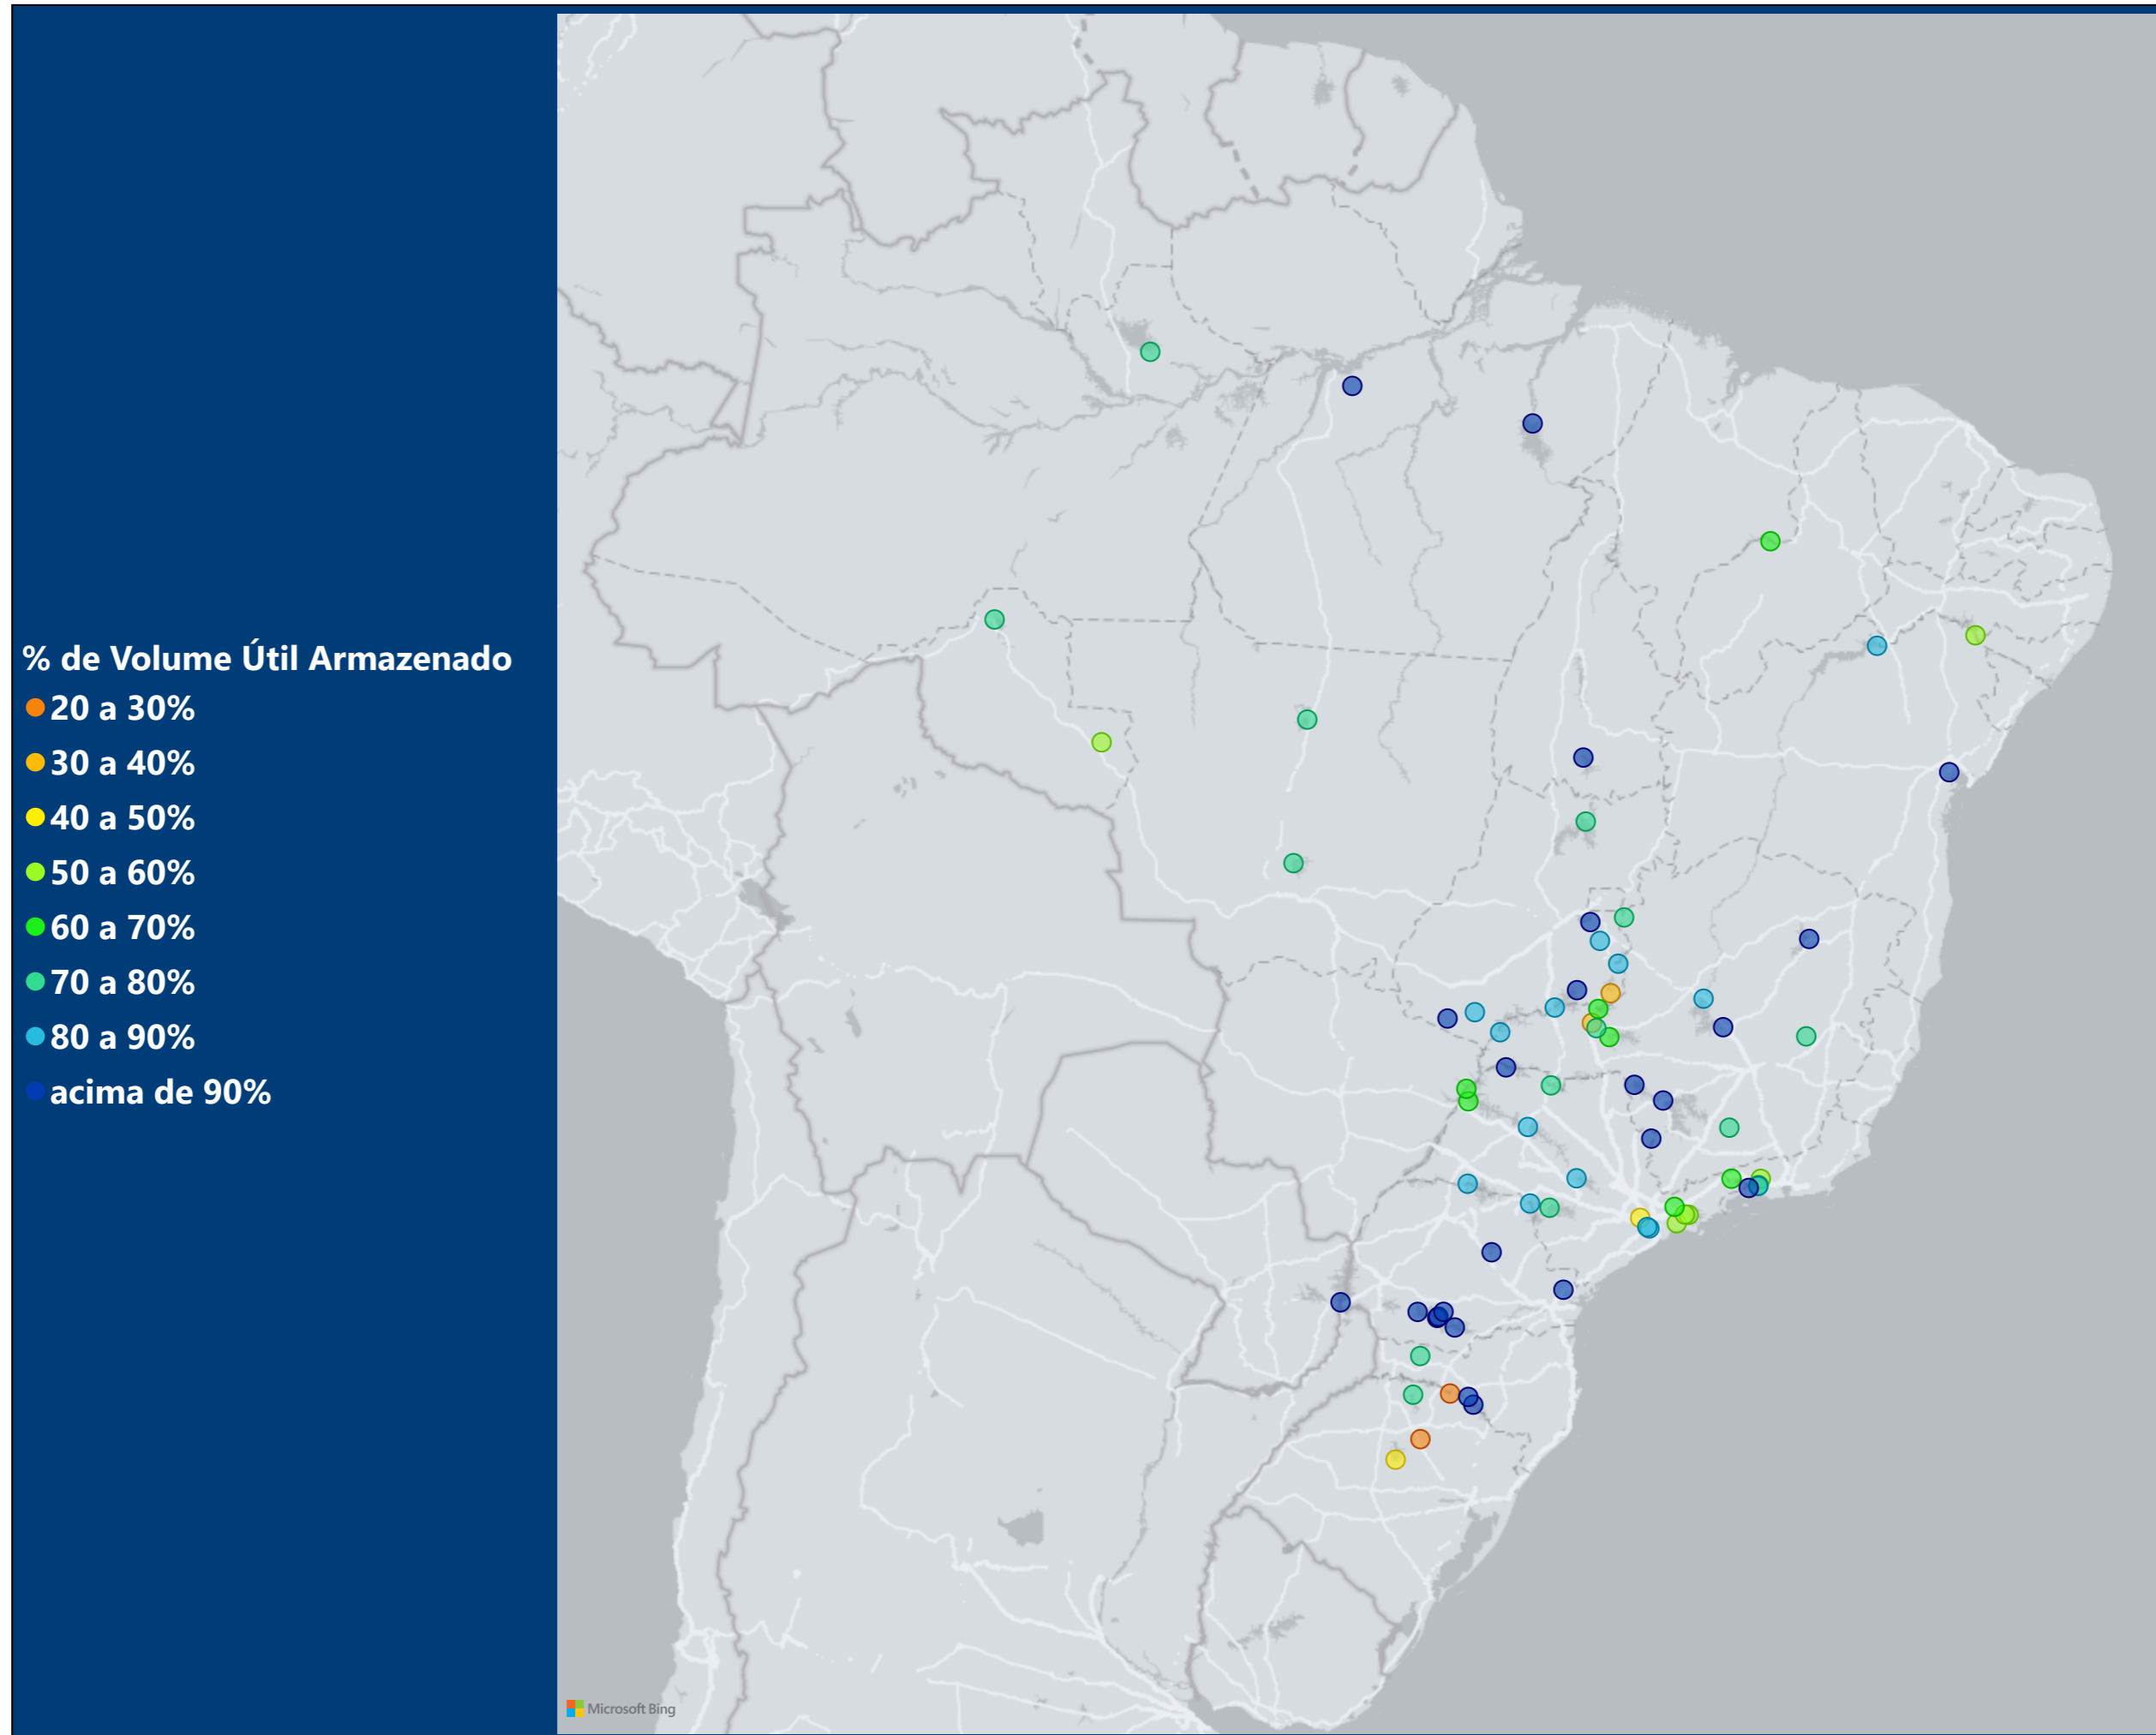 % de Volume Útil Armazenado
20 a 30%
30 a 40%
40 a 50%
50 a 60%
60 a 70%
70 a 80%
80 a 90%
acima de 90%
Microsoft Bing